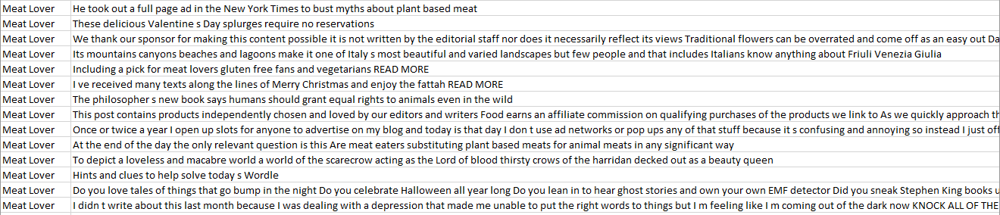 Meat Lover He took out a full page ad in the New York Times to bust myths about plant based meat
Meat Lover These delicious Valentine s Day splurges require no reservations
Meat Lover We thank our sponsor for making this content possible it is not written by the editorial staff nor does it necessarily reflect its views Traditional flowers can be overrated and come off as an easy out Da
Meat Lover Its mountains canyons beaches and lagoons make it one of Italy s most beautiful and varied landscapes but few people and that includes Italians know anything about Friuli Venezia Giulia
Meat Lover Including a pick for meat lovers gluten free fans and vegetarians READ MORE
Meat Lover I ve received many texts along the lines of Merry Christmas and enjoy the fattah READ MORE
Meat Lover The philosopher s new book says humans should grant equal rights to animals even in the wild
Meat Lover This post contains products independently chosen and loved by our editors and writers Food earns an affiliate commission on qualifying purchases of the products we link to As we quickly approach th
Meat Lover Once or twice a year I open up slots for anyone to advertise on my blog and today is that day I don t use ad networks or pop ups any of that stuff because it s confusing and annoying so instead I just off
Meat Lover At the end of the day the only relevant question is this Are meat eaters substituting plant based meats for animal meats in any significant way
Meat Lover To depict a loveless and macabre world a world of the scarecrow acting as the Lord of blood thirsty crows of the harridan decked out as a beauty queen
Meat Lover Hints and clues to help solve today s Wordle
Meat Lover Do you love tales of things that go bump in the night Do you celebrate Halloween all year long Do you lean in to hear ghost stories and own your own EMF detector Did you sneak Stephen King books u
Meat Lover I didn t write about this last month because I was dealing with a depression that made me unable to put the right words to things but I m feeling like I m coming out of the dark now KNOCK ALL OF THE